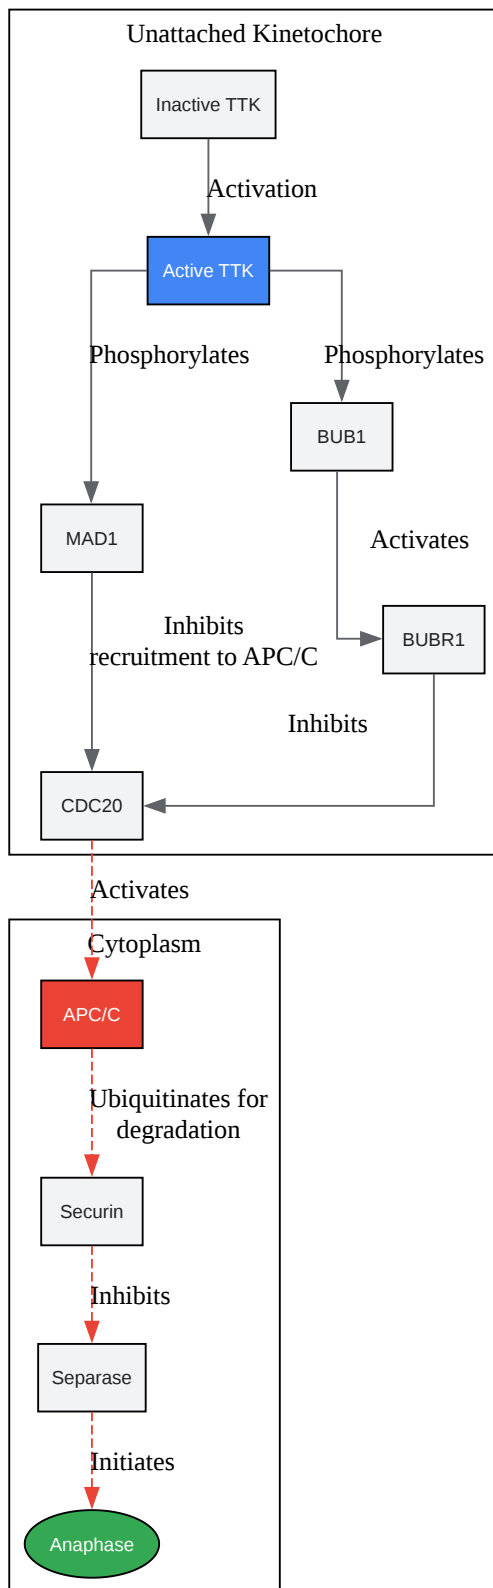 Unattached Kinetochore
Inactive TTK
Activation
Active TTK
Phosphorylates
Phosphorylates
BUB1
MAD1
Activates
Inhibits
recruitment to APC/C
BUBR1
Inhibits
CDC20
Activates
Cytoplasm
APC/C
Ubiquitinates for
degradation
Securin
Inhibits
Separase
Initiates
Anaphase